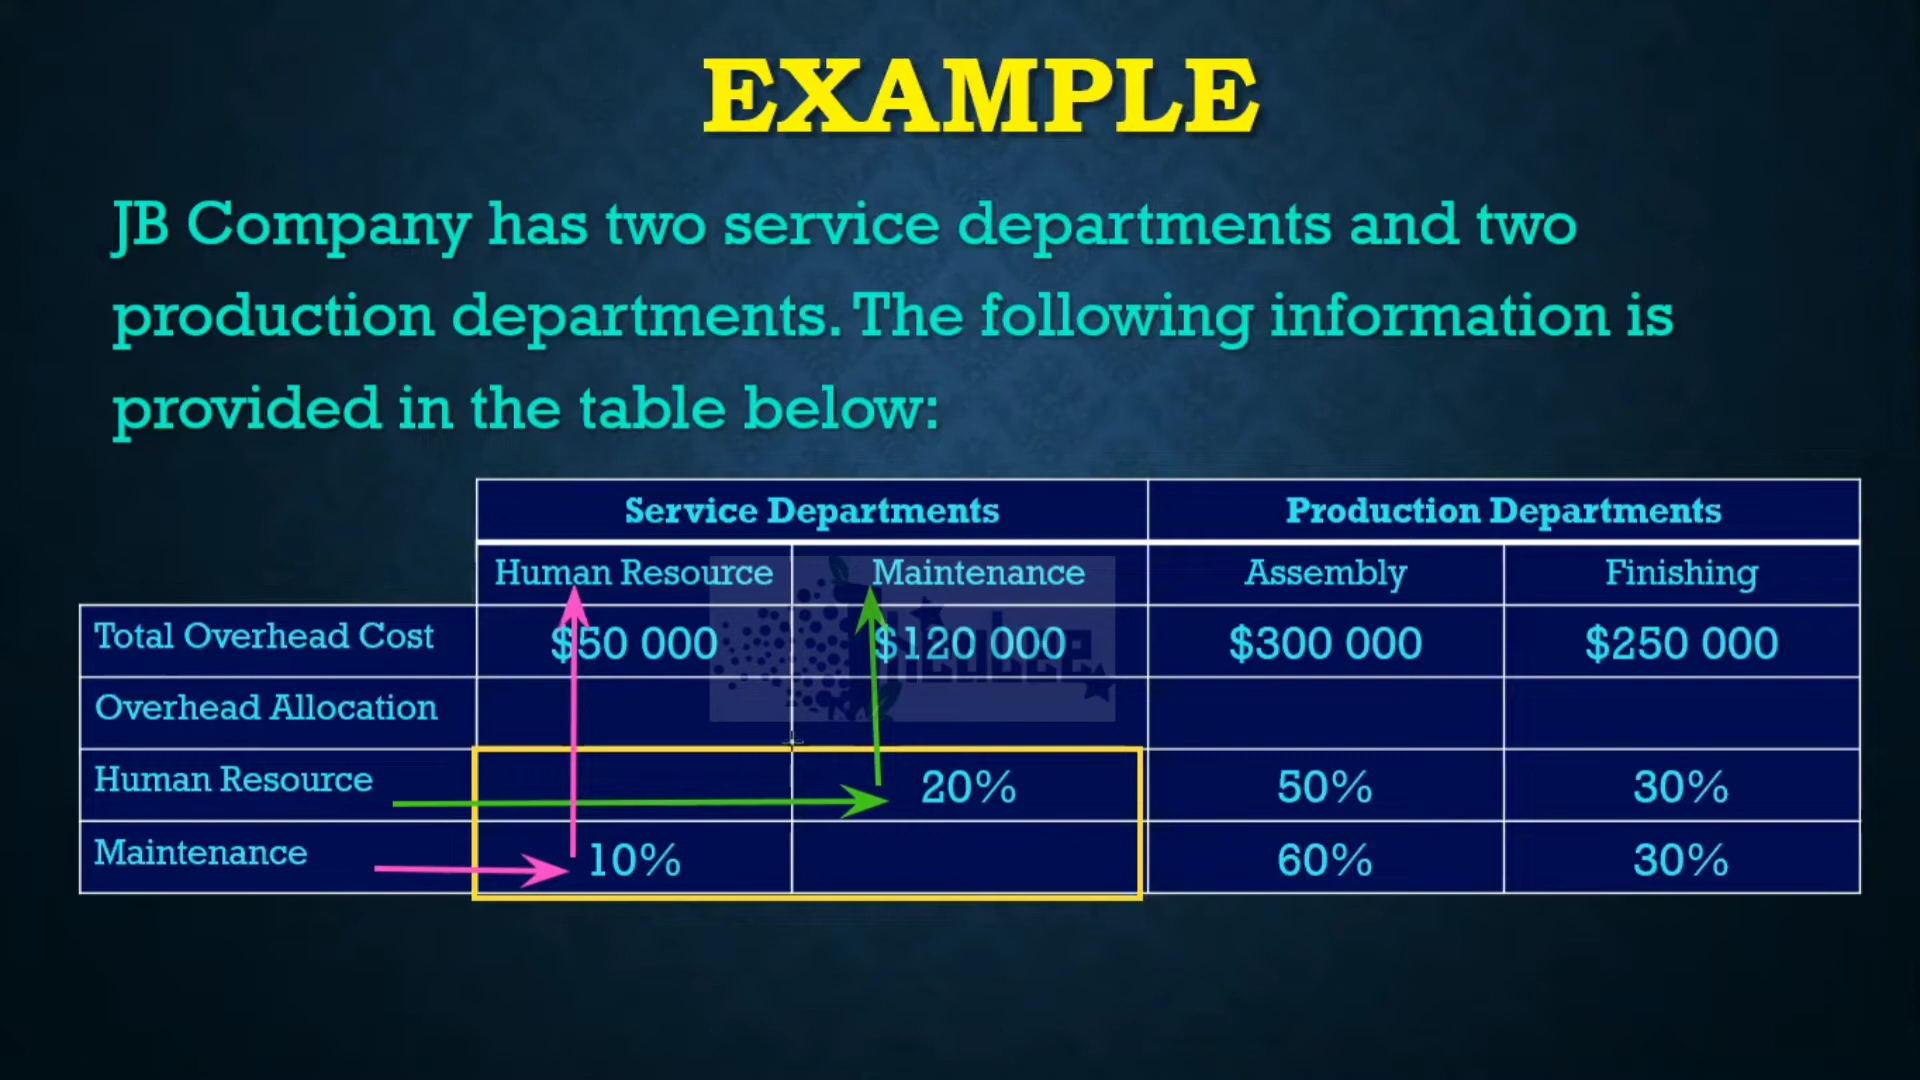 EXAMPLE
JB Company has two service departments and two
production departments. The following information is
provided in the table below:
Service Departments Production Departments
Human Resource Maintenance Assembly Finishing
Total Overhead Cost $50 000 $120 000 $300 000 $250 000
Overhead Allocation
Human Resource 20% 50% 30%
Maintenance 10% 60% 30%